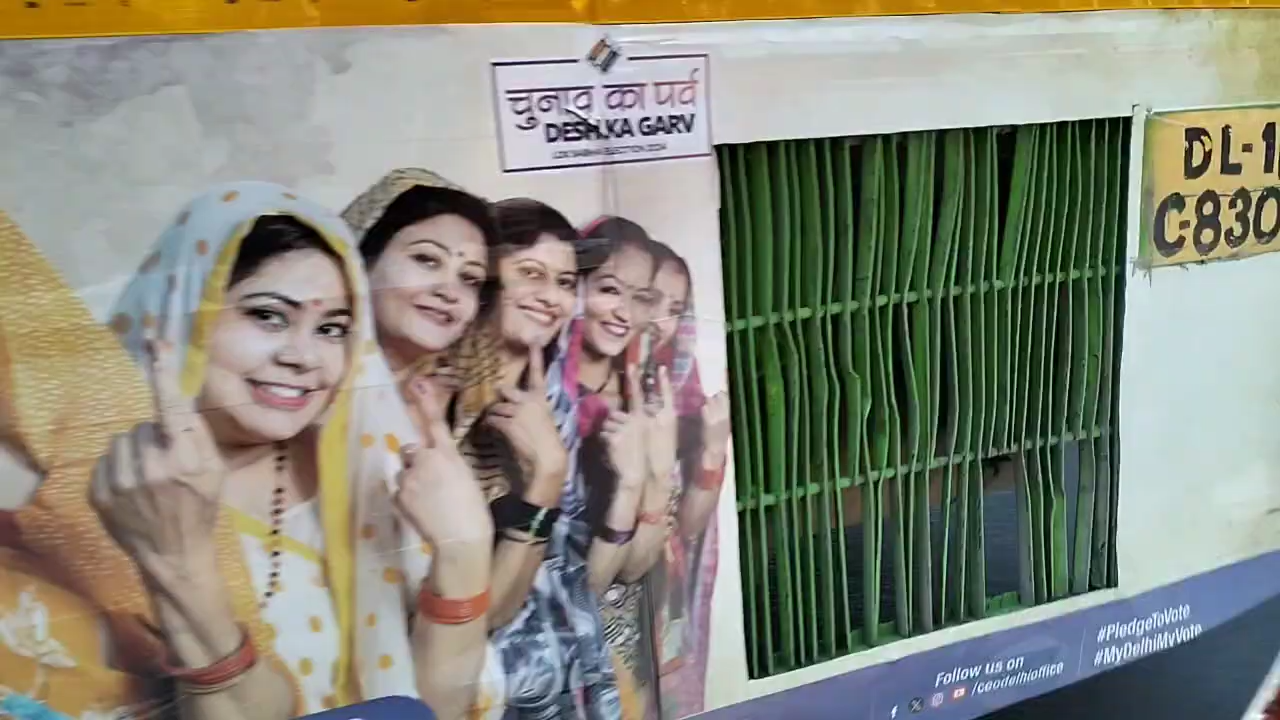 चुनाव का पर्व
DESH KA GARV
LOK SABHA ELECTION 2024
DL-1
C-830
#PledgeToVote
#MyDelhiMyVote
Follow us on
/ceodelhioffice